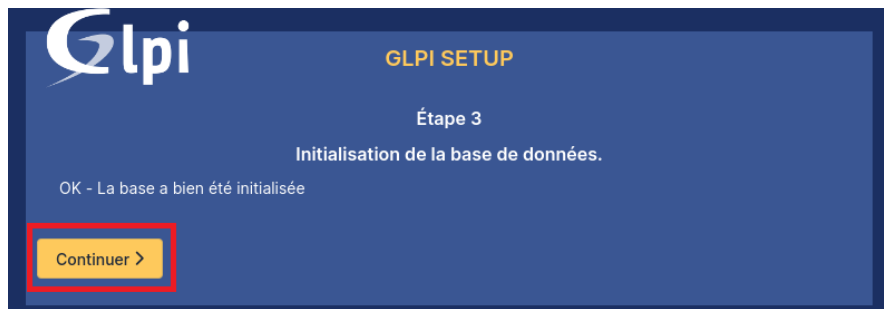 Glpi
GLPI SETUP
Étape 3
Initialisation de la base de données.
OK - La base a bien été initialisée
Continuer >